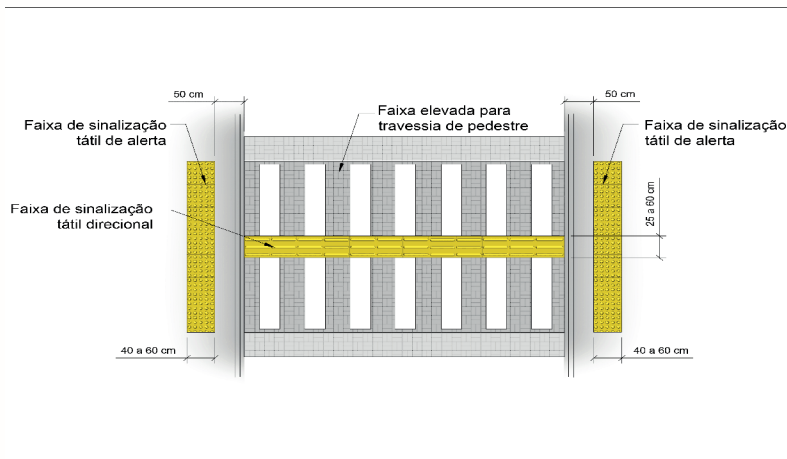 50 cm
50 cm
Faixa de sinalização
tátil de alerta
Faixa elevada para
travessia de pedestre
Faixa de sinalização
tátil de alerta
Faixa de sinalização
tátil direcional
25 a 60 cm
40 a 60 cm
40 a 60 cm